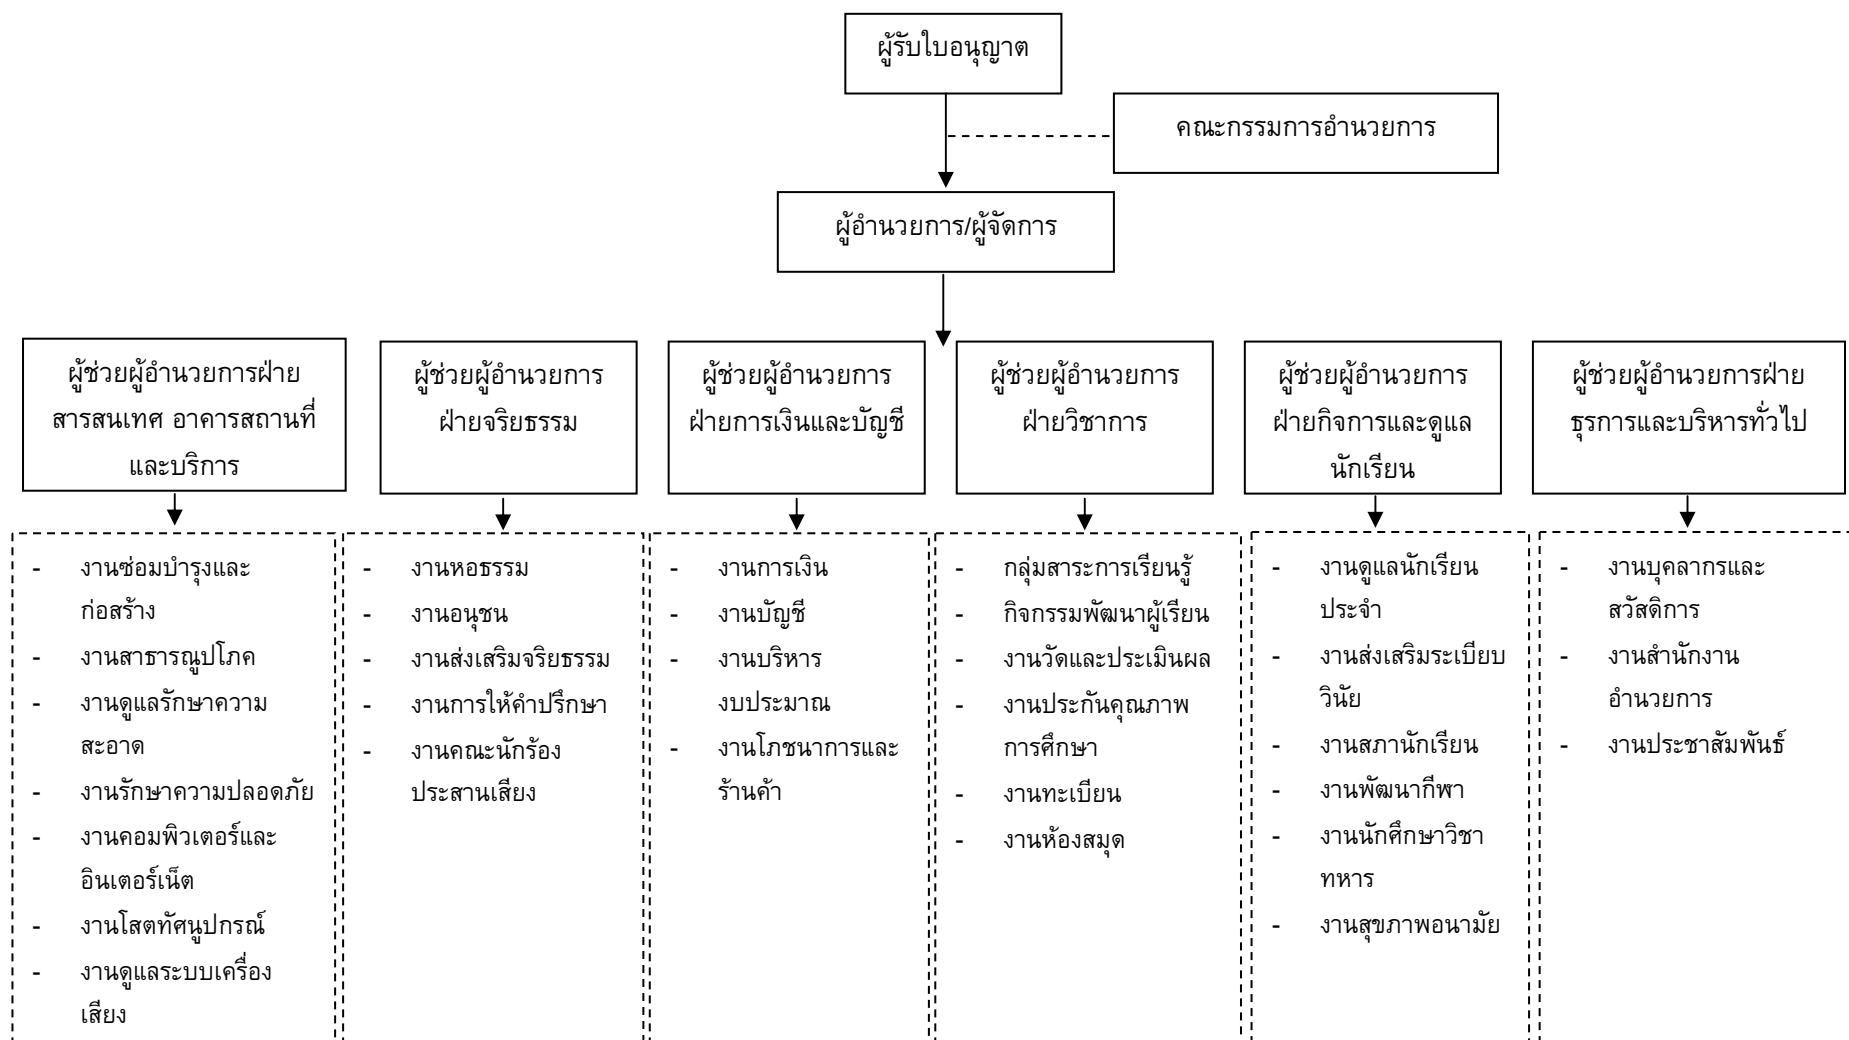 ผู้รับใบอนุญาต
คณะกรรมการอำนวยการ
ผู้อำนวยการ/ผู้จัดการ
ผู้ช่วยผู้อำนวยการฝ่าย
สารสนเทศ อาคารสถานที่
และบริการ
ผู้ช่วยผู้อำนวยการ
ฝ่ายจริยธรรม
ผู้ช่วยผู้อำนวยการ
ฝ่ายการเงินและบัญชี
ผู้ช่วยผู้อำนวยการ
ฝ่ายวิชาการ
ผู้ช่วยผู้อำนวยการ
ฝ่ายกิจการและดูแล
นักเรียน
ผู้ช่วยผู้อำนวยการฝ่าย
ธุรการและบริหารทั่วไป
- งานซ่อมบำรุงและ
ก่อสร้าง
- งานสาธารณูปโภค
- งานดูแลรักษาความ
สะอาด
- งานรักษาความปลอดภัย
- งานคอมพิวเตอร์และ
อินเตอร์เน็ต
- งานโสตทัศนูปกรณ์
- งานดูแลระบบเครื่อง
เสียง
- งานหอธรรม
- งานอนุชน
- งานส่งเสริมจริยธรรม
- งานการให้คำปรึกษา
- งานคณะนักร้อง
ประสานเสียง
- งานการเงิน
- งานบัญชี
- งานบริหาร
งบประมาณ
- งานโภชนาการและ
ร้านค้า
- กลุ่มสาระการเรียนรู้
- กิจกรรมพัฒนาผู้เรียน
- งานวัดและประเมินผล
- งานประกันคุณภาพ
การศึกษา
- งานทะเบียน
- งานห้องสมุด
- งานดูแลนักเรียน
ประจำ
- งานส่งเสริมระเบียบ
วินัย
- งานสภานักเรียน
- งานพัฒนากีฬา
- งานนักศึกษาวิชา
ทหาร
- งานสุขภาพอนามัย
- งานบุคลากรและ
สวัสดิการ
- งานสำนักงาน
อำนวยการ
- งานประชาสัมพันธ์